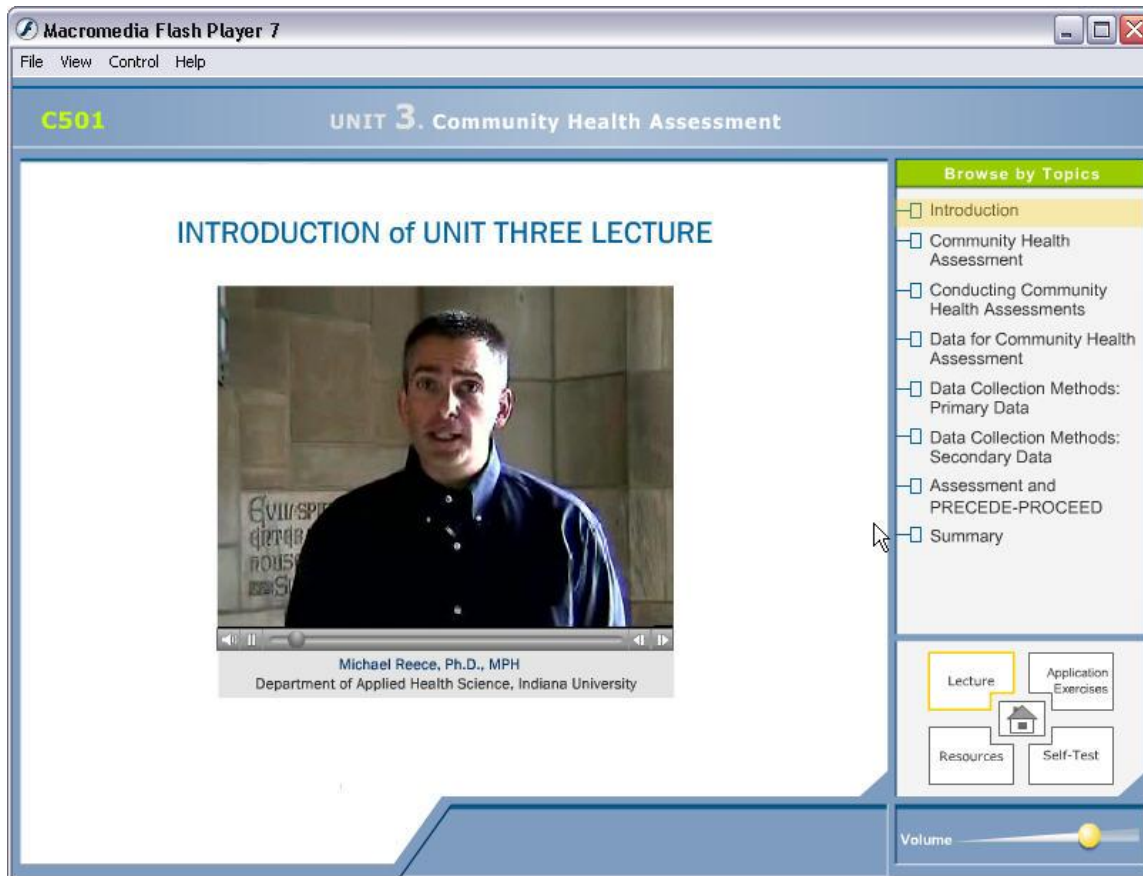 Macromedia Flash Player 7
File View Control Help
C501
UNIT 3. Community Health Assessment
INTRODUCTION of UNIT THREE LECTURE
Michael Reece, Ph.D., MPH
Department of Applied Health Science, Indiana University
Browse by Topics
Introduction
Community Health
Assessment
Conducting Community
Health Assessments
Data for Community Health
Assessment
Data Collection Methods:
Primary Data
Data Collection Methods:
Secondary Data
Assessment and
PRECEDE-PROCEED
Summary
Lecture
Application
Exercises
Resources
Self-Test
Volume